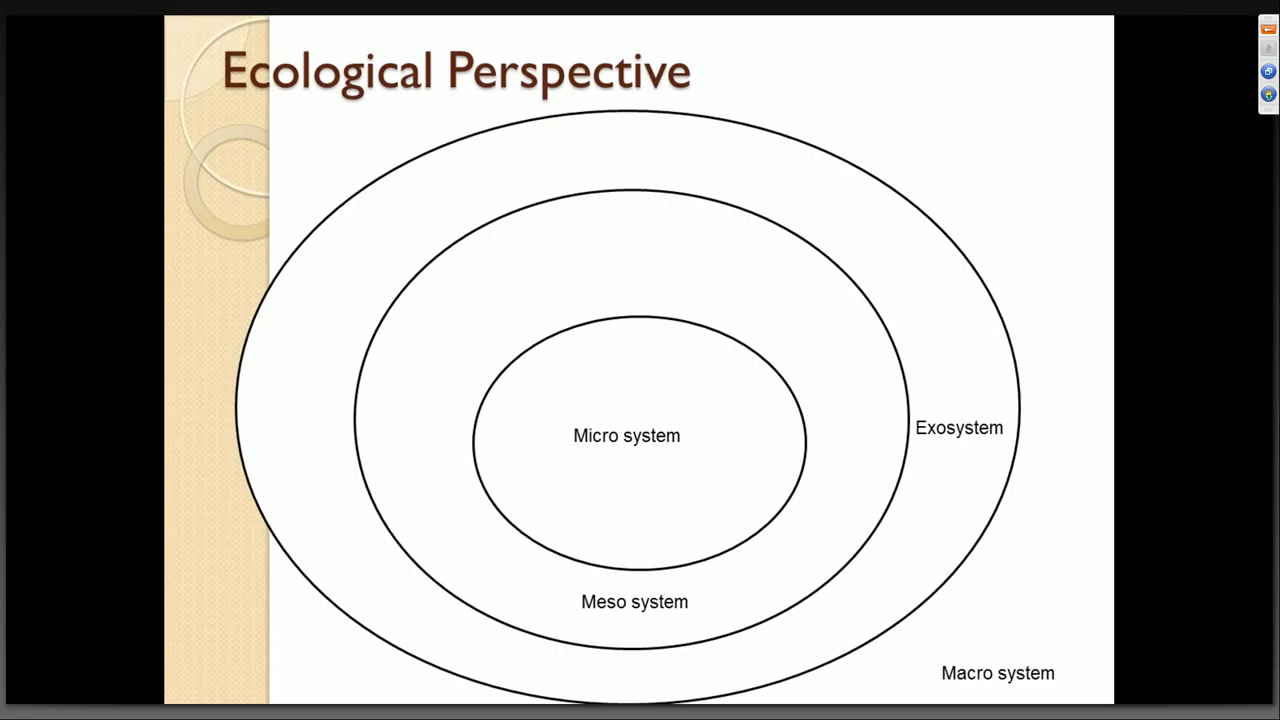 Ecological Perspective
Exosystem
Micro system
Meso system
Macro system